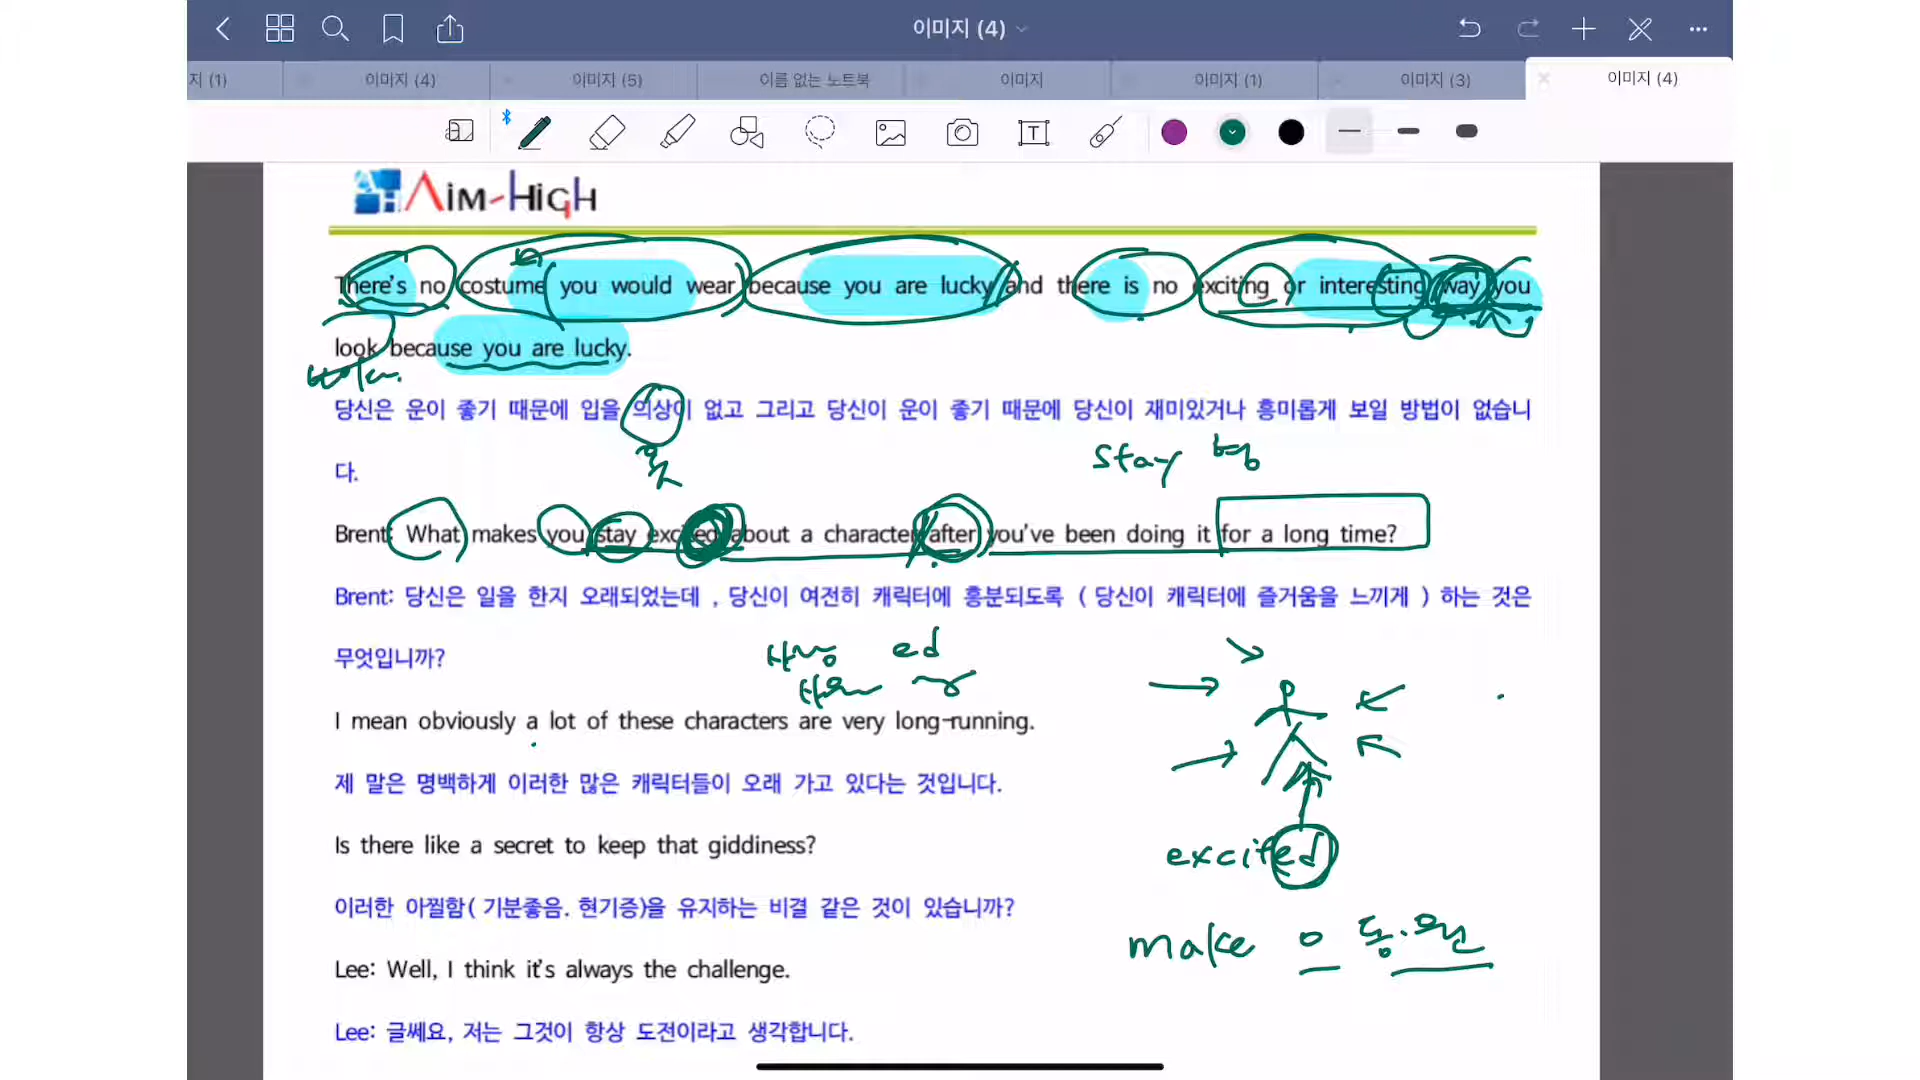 이미지 (4)
지 (1)
이미지 (4)
이미지 (5)
이름 없는 노트북
이미지
이미지 (1)
이미지 (3)
이미지 (4)
AIM-HIGH
There's no costume you would wear because you are lucky and there is no exciting or interesting way you
look because you are lucky.
당신은 운이 좋기 때문에 입을 의상이 없고 그리고 당신이 운이 좋기 때문에 당신이 재미있거나 흥미롭게 보일 방법이 없습니
다.
stay
Brent: What makes you stay excited about a character after you've been doing it for a long time?
Brent: 당신은 일을 한지 오래되었는데 , 당신이 여전히 캐릭터에 흥분되도록 ( 당신이 캐릭터에 즐거움을 느끼게 ) 하는 것은
무엇입니까?
ed
I mean obviously a lot of these characters are very long-running.
제 말은 명백하게 이러한 많은 캐릭터들이 오래 가고 있다는 것입니다.
Is there like a secret to keep that giddiness?
excited
이러한 아찔함( 기분좋음. 현기증)을 유지하는 비결 같은 것이 있습니까?
make o 동.원
Lee: Well, I think it's always the challenge.
Lee: 글쎄요, 저는 그것이 항상 도전이라고 생각합니다.